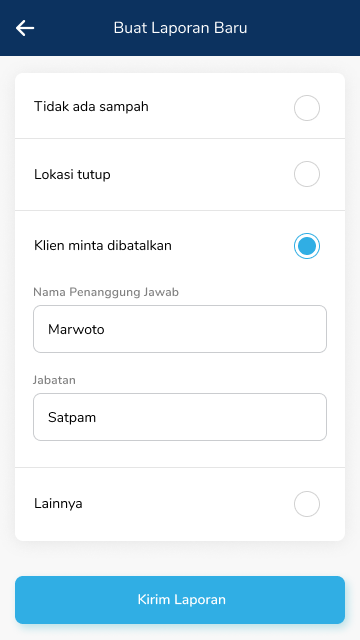 Buat Laporan Baru
Tidak ada sampah
Lokasi tutup
Klien minta dibatalkan
Nama Penanggung Jawab
Marwoto
Jabatan
Satpam
Lainnya
Kirim Laporan